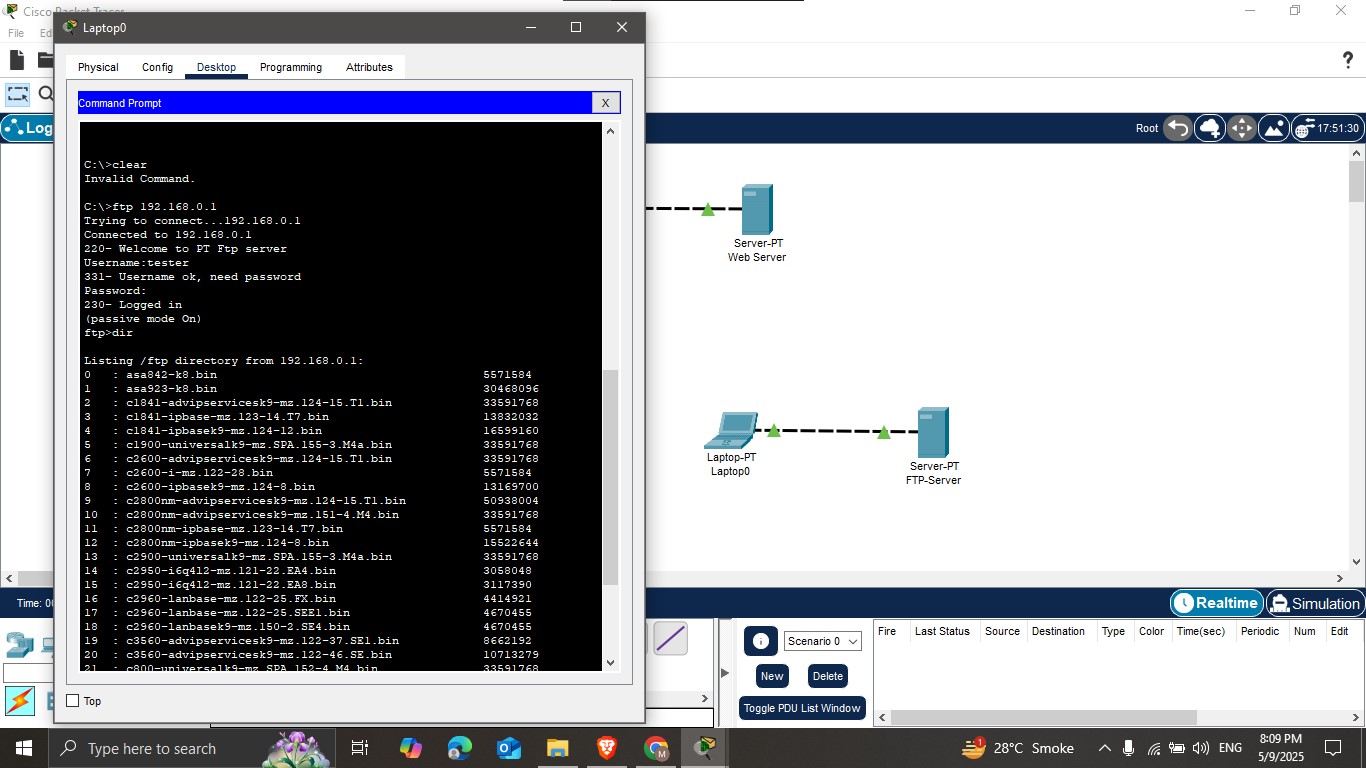 Cisco Packet Tracer
File Ed
Laptop0
Physical Config Desktop Programming Attributes
Command Prompt
X
Log
Root
17:51:30
C:\>clear
Invalid Command.
C:\>ftp 192.168.0.1
Trying to connect...192.168.0.1
Connected to 192.168.0.1
220- Welcome to PT Ftp server
Username:tester
331- Username ok, need password
Password:
230- Logged in
(passive mode On)
ftp>dir
Listing /ftp directory from 192.168.0.1:
0 : asa842-k8.bin 5571584
1 : asa923-k8.bin 30468096
2 : c1841-advipservicesk9-mz.124-15.T1.bin 33591768
3 : c1841-ipbase-mz.123-14.T7.bin 13832032
4 : c1841-ipbasek9-mz.124-12.bin 16599160
5 : c1900-universalk9-mz.SPA.155-3.M4a.bin 33591768
6 : c2600-advipservicesk9-mz.124-15.T1.bin 33591768
7 : c2600-i-mz.122-28.bin 5571584
8 : c2600-ipbasek9-mz.124-8.bin 13169700
9 : c2800nm-advipservicesk9-mz.124-15.T1.bin 50938004
10 : c2800nm-advipservicesk9-mz.151-4.M4.bin 33591768
11 : c2800nm-ipbase-mz.123-14.T7.bin 5571584
12 : c2800nm-ipbasek9-mz.124-8.bin 15522644
13 : c2900-universalk9-mz.SPA.155-3.M4a.bin 33591768
14 : c2950-i6q4l2-mz.121-22.EA4.bin 3058048
15 : c2950-i6q4l2-mz.121-22.EA8.bin 3117390
16 : c2960-lanbase-mz.122-25.FX.bin 4414921
17 : c2960-lanbase-mz.122-25.SEE1.bin 4670455
18 : c2960-lanbasek9-mz.150-2.SE4.bin 4670455
19 : c3560-advipservicesk9-mz.122-37.SE1.bin 8662192
20 : c3560-advipservicesk9-mz.122-46.SE.bin 10713279
21 : c800-universalk9-mz.SPA.152-4.M4.bin 33591768
Top
Server-PT
Web Server
Laptop-PT
Laptop0
Server-PT
FTP-Server
Time: 00
Realtime
Simulation
Scenario 0
New
Delete
Toggle PDU List Window
Fire Last Status Source Destination Type Color Time(sec) Periodic Num Edit
Type here to search
M
1
28°C Smoke
ENG
8:09 PM
5/9/2025